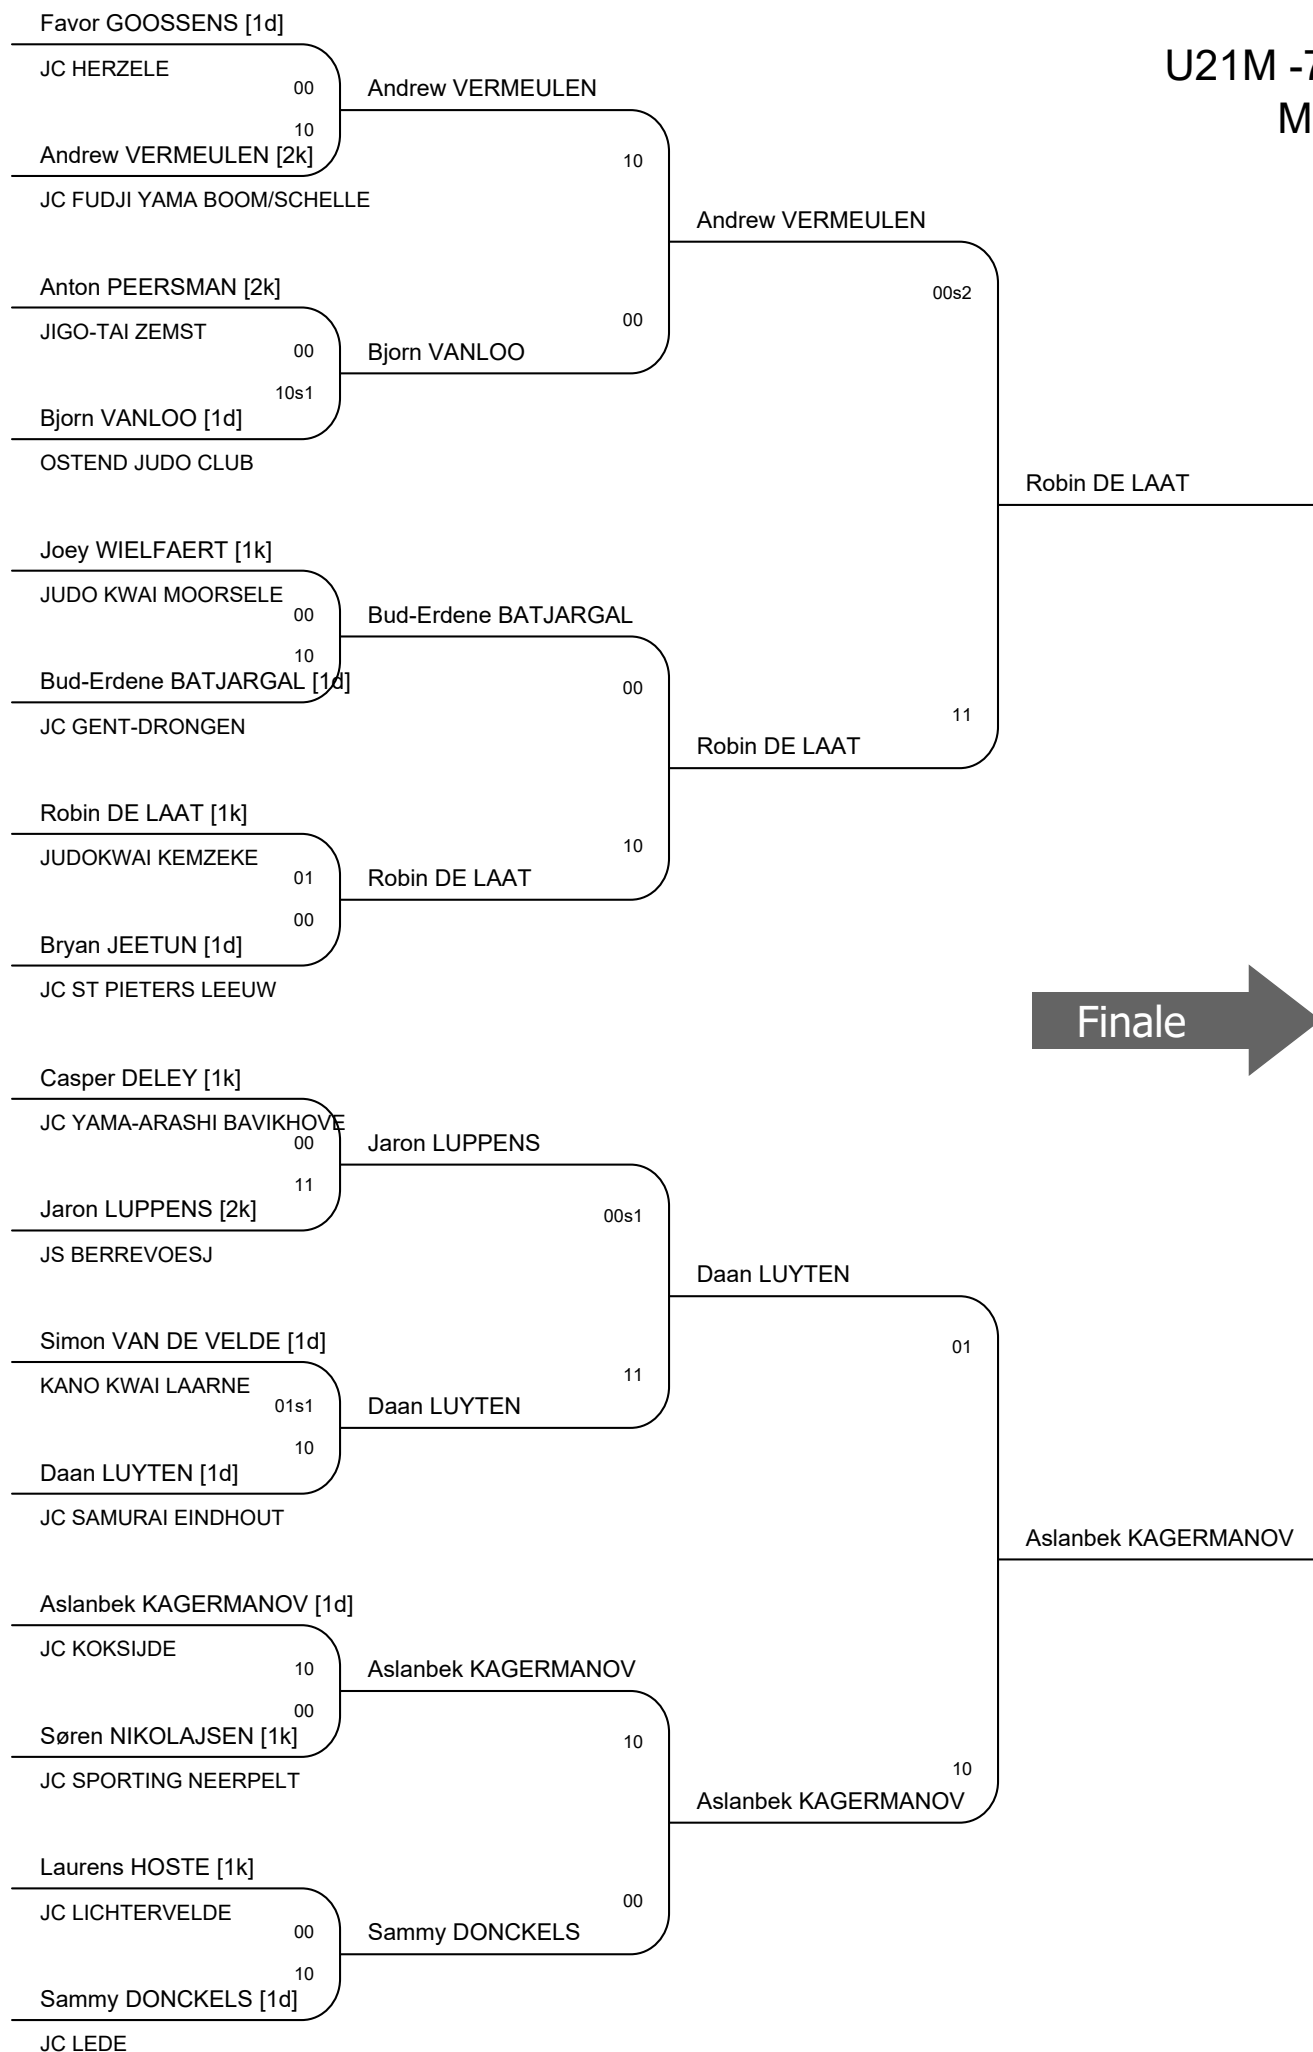 Favor GOOSSENS [1d]
JC HERZELE
00
10
Andrew VERMEULEN [2k]
JC FUDJI YAMA BOOM/SCHELLE
Anton PEERSMAN [2k]
JIGO-TAI ZEMST
00
10s1
Bjorn VANLOO [1d]
OSTEND JUDO CLUB
Joey WIELFAERT [1k]
JUDO KWAI MOORSELE
00
10
Bud-Erdene BATJARGAL [1d]
JC GENT-DRONGEN
Robin DE LAAT [1k]
JUDOKWAI KEMZEKE
01
00
Bryan JEETUN [1d]
JC ST PIETERS LEEUW
Casper DELEY [1k]
JC YAMA-ARASHI BAVIKHOVE
00
11
Jaron LUPPENS [2k]
JS BERREVOESJ
Simon VAN DE VELDE [1d]
KANO KWAI LAARNE
01s1
10
Daan LUYTEN [1d]
JC SAMURAI EINDHOUT
Aslanbek KAGERMANOV [1d]
JC KOKSIJDE
10
00
Søren NIKOLAJSEN [1k]
JC SPORTING NEERPELT
Laurens HOSTE [1k]
JC LICHTERVELDE
00
10
Sammy DONCKELS [1d]
JC LEDE
Andrew VERMEULEN
10
00
Bjorn VANLOO
Bud-Erdene BATJARGAL
00
10
Robin DE LAAT
Jaron LUPPENS
00s1
11
Daan LUYTEN
Aslanbek KAGERMANOV
10
00
Sammy DONCKELS
Andrew VERMEULEN
00s2
11
Robin DE LAAT
Daan LUYTEN
01
10
Aslanbek KAGERMANOV
U21M -7
M
Robin DE LAAT
Finale
Aslanbek KAGERMANOV